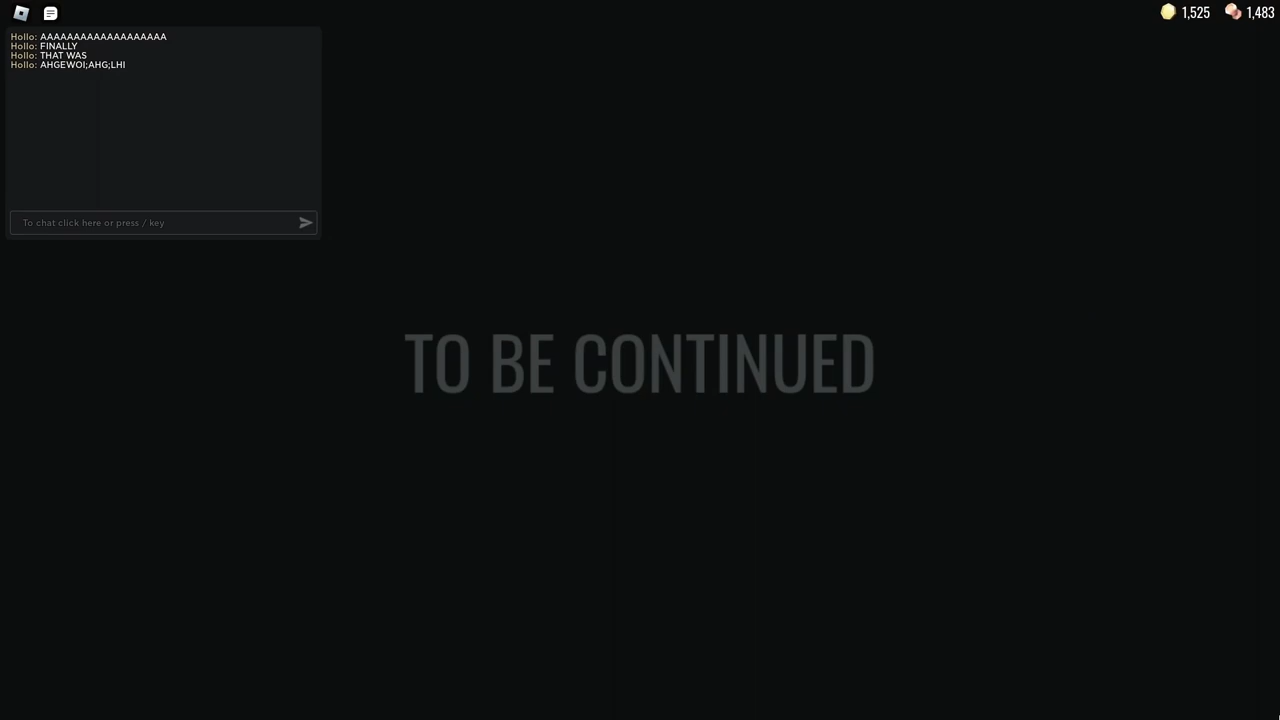 1,525
1,483
Hollo: AAAAAAAAAAAAAAAAAAA
Hollo: FINALLY
Hollo: THAT WAS
Hollo: AHGEWOI;AHG;LHI
To chat click here or press / key
TO BE CONTINUED